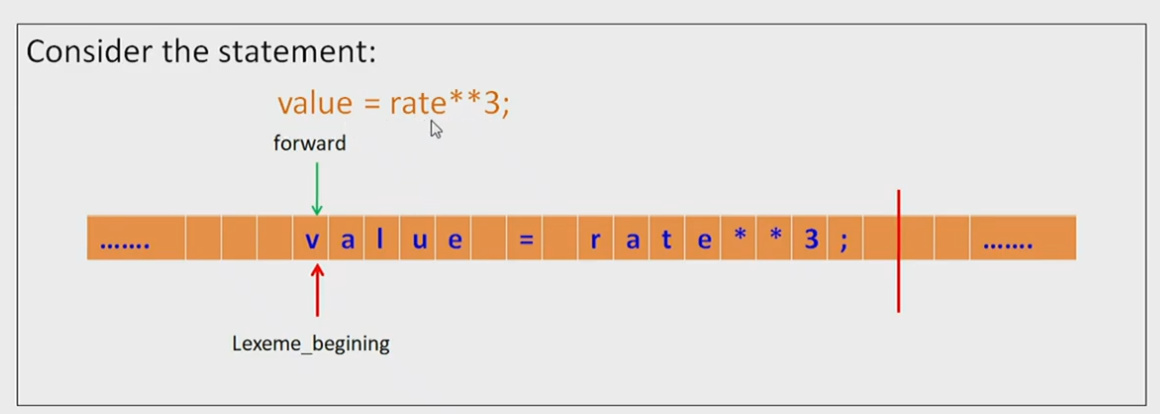 Consider the statement:
value = rate**3;
forward
....... v a l u e = r a t e * * 3 ; .......
Lexeme_begining